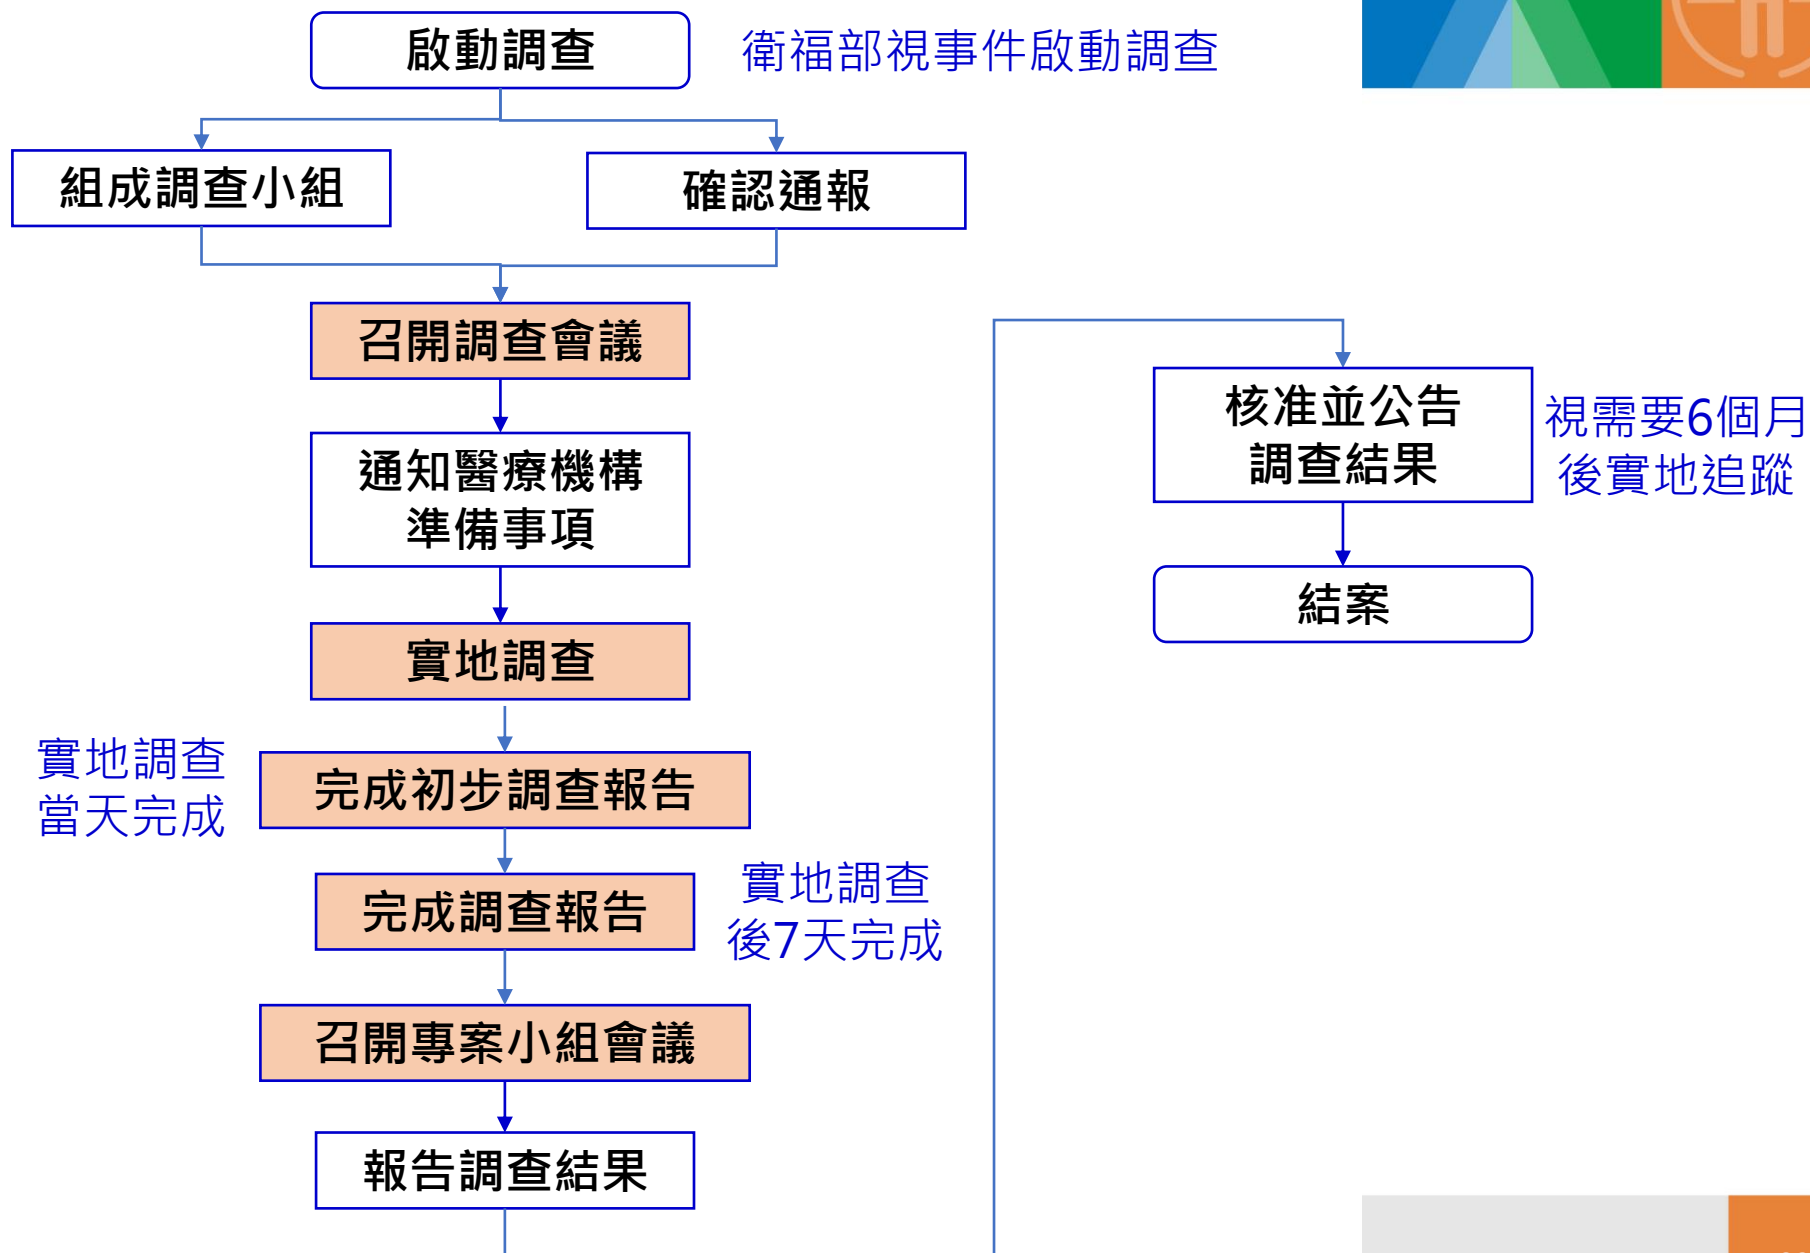 啟動調查
衛福部視事件啟動調查
組成調查小組
確認通報
召開調查會議
通知醫療機構
準備事項
實地調查
實地調查
當天完成
完成初步調查報告
完成調查報告
實地調查
後7天完成
召開專案小組會議
報告調查結果
核准並公告
調查結果
視需要6個月
後實地追蹤
結案